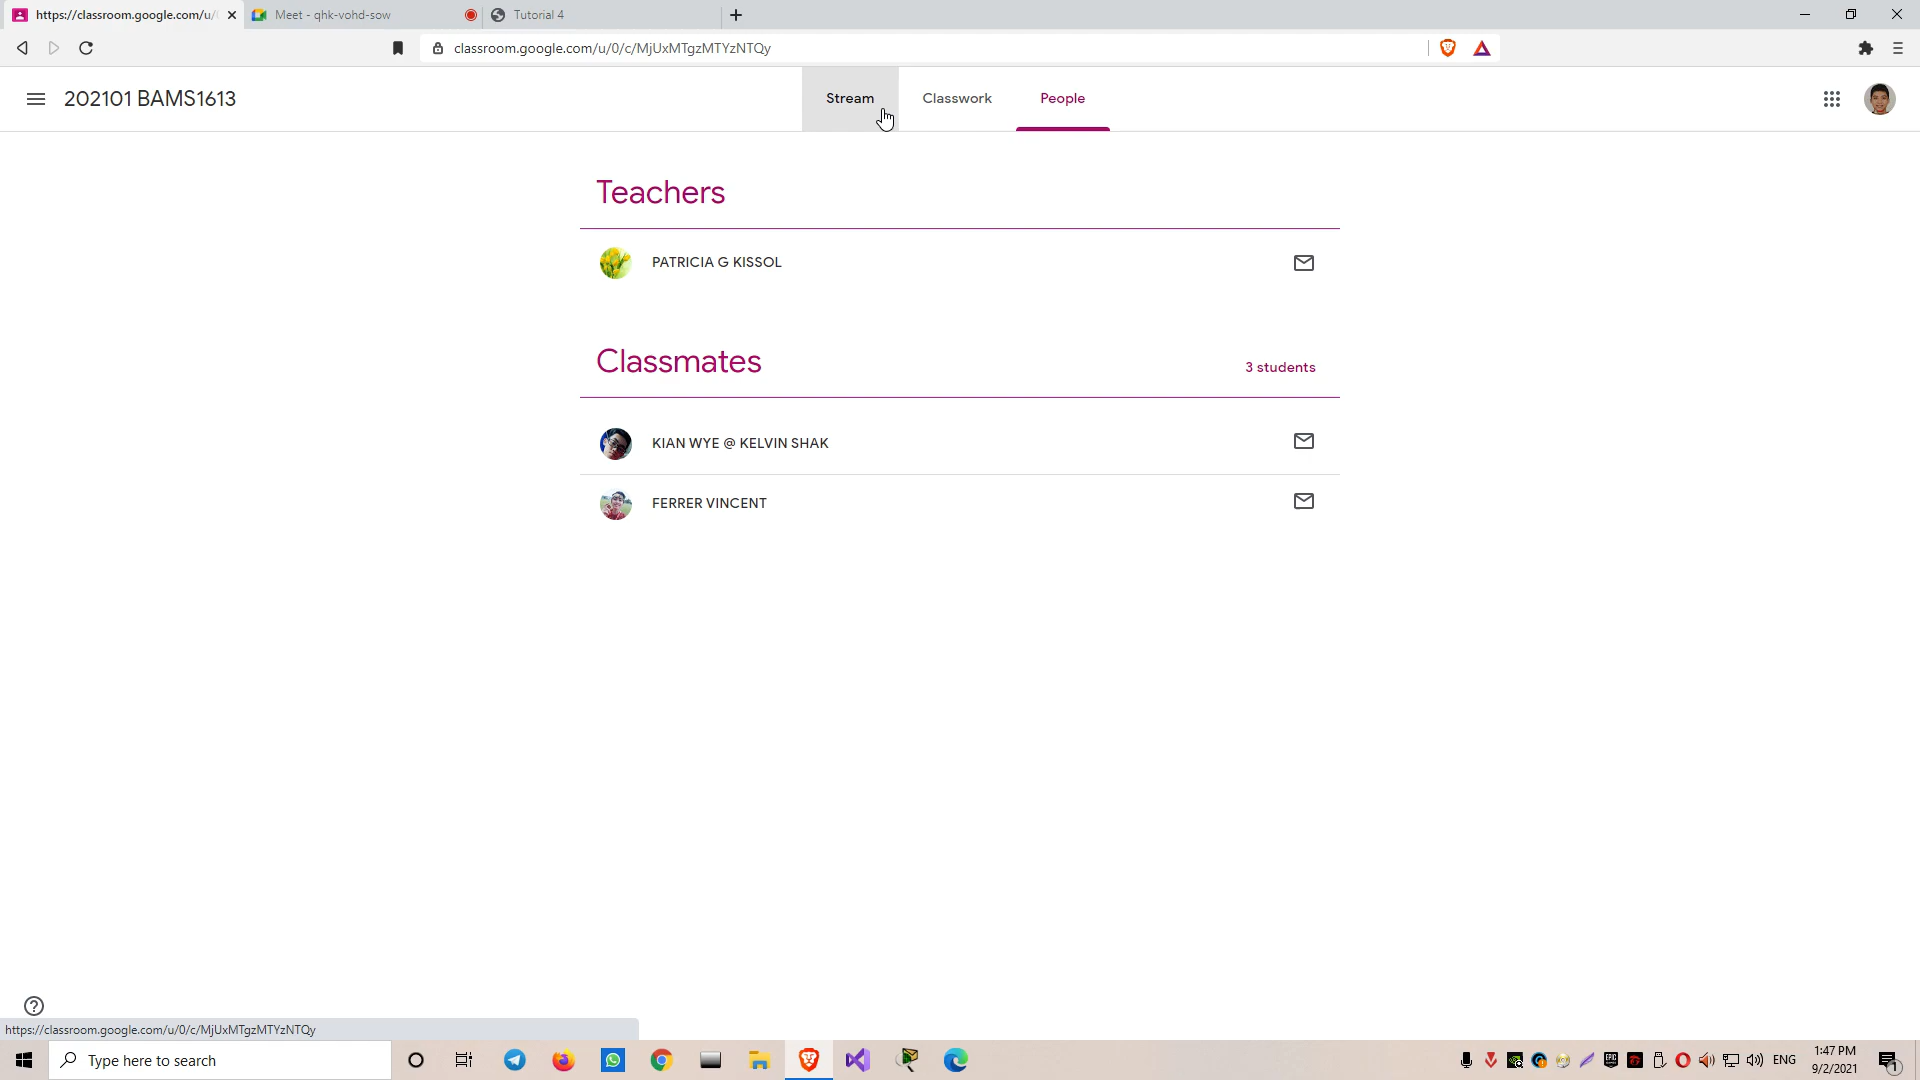 https://classroom.google.com/u/
Meet - qhk-vohd-sow
Tutorial 4
classroom.google.com/u/0/c/MjUxMTgzMTYzNTQy
202101 BAMS1613
Stream
Classwork
People
Teachers
PATRICIA G KISSOL
Classmates
3 students
KIAN WYE @ KELVIN SHAK
FERRER VINCENT
https://classroom.google.com/u/0/c/MjUxMTgzMTYzNTQy
Type here to search
EPIC
ENG
1:47 PM
9/2/2021
1